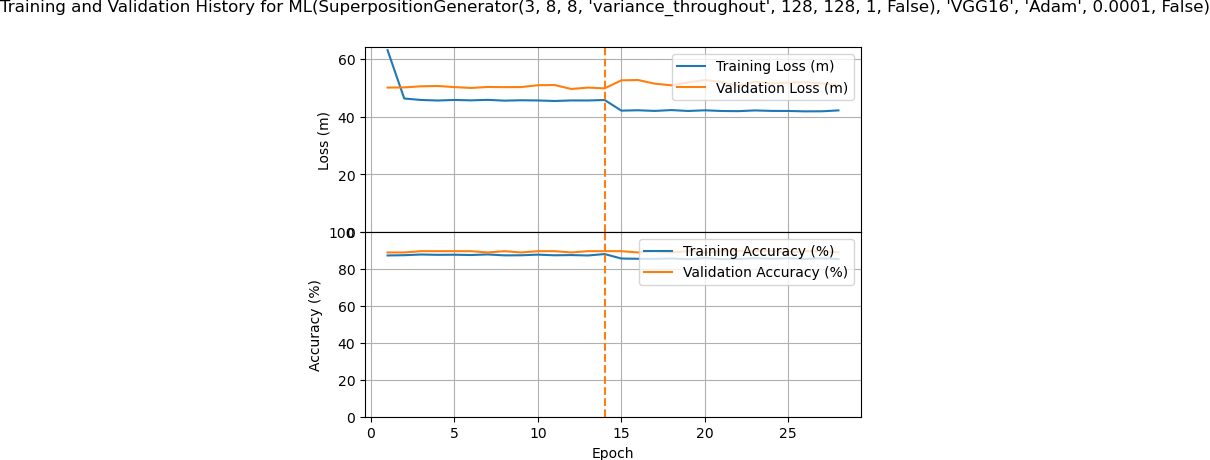 Training and Validation History for ML(SuperpositionGenerator(3, 8, 8, 'variance_throughout', 128, 128, 1, False), 'VGG16', 'Adam', 0.0001, False)
60
40
20
0
Loss (m)
Training Loss (m)
Validation Loss (m)
100
80
60
40
20
0
Accuracy (%)
Training Accuracy (%)
Validation Accuracy (%)
0 5 10 15 20 25
Epoch